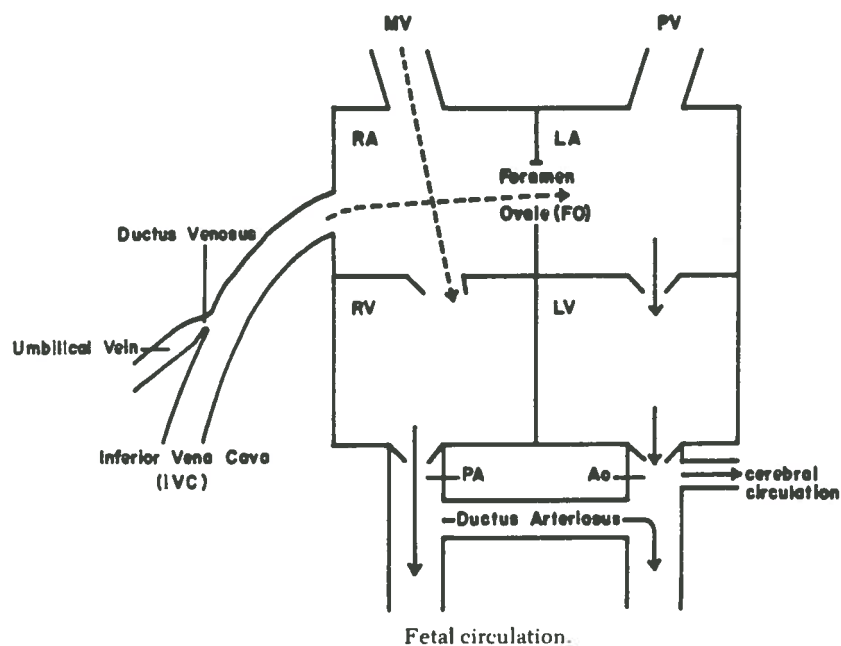 MV
PV
RA
LA
Foramen
Ovale (FO)
Ductus Venosus
RV
LV
Umbilical Vein
Inferior Vena Cava
(IVC)
PA
Ao
cerebral
circulation
Ductus Arteriosus
Fetal circulation.